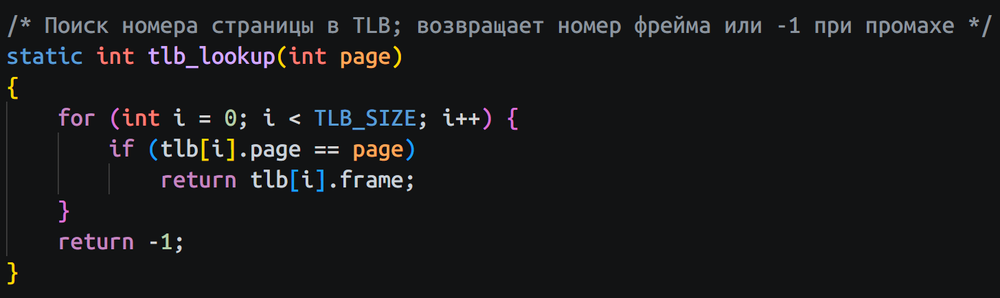 /* Поиск номера страницы в TLB; возвращает номер фрейма или -1 при промахе */
static int tlb_lookup(int page)
{
    for (int i = 0; i < TLB_SIZE; i++) {
        if (tlb[i].page == page)
            return tlb[i].frame;
    }
    return -1;
}